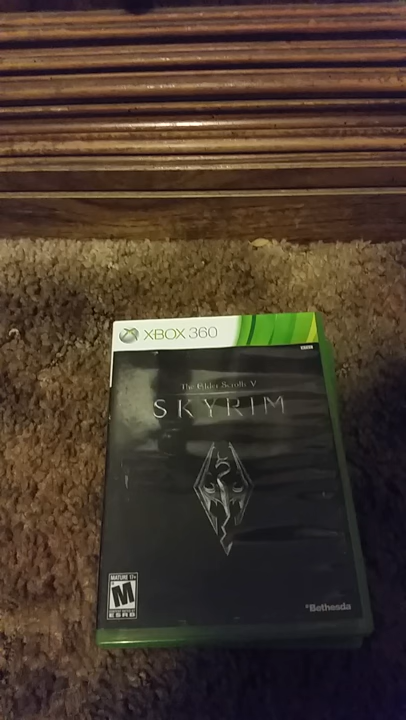 XBOX 360
The Elder Scrolls V
SKYRIM
MATURE 17+
M
ESRB
Bethesda